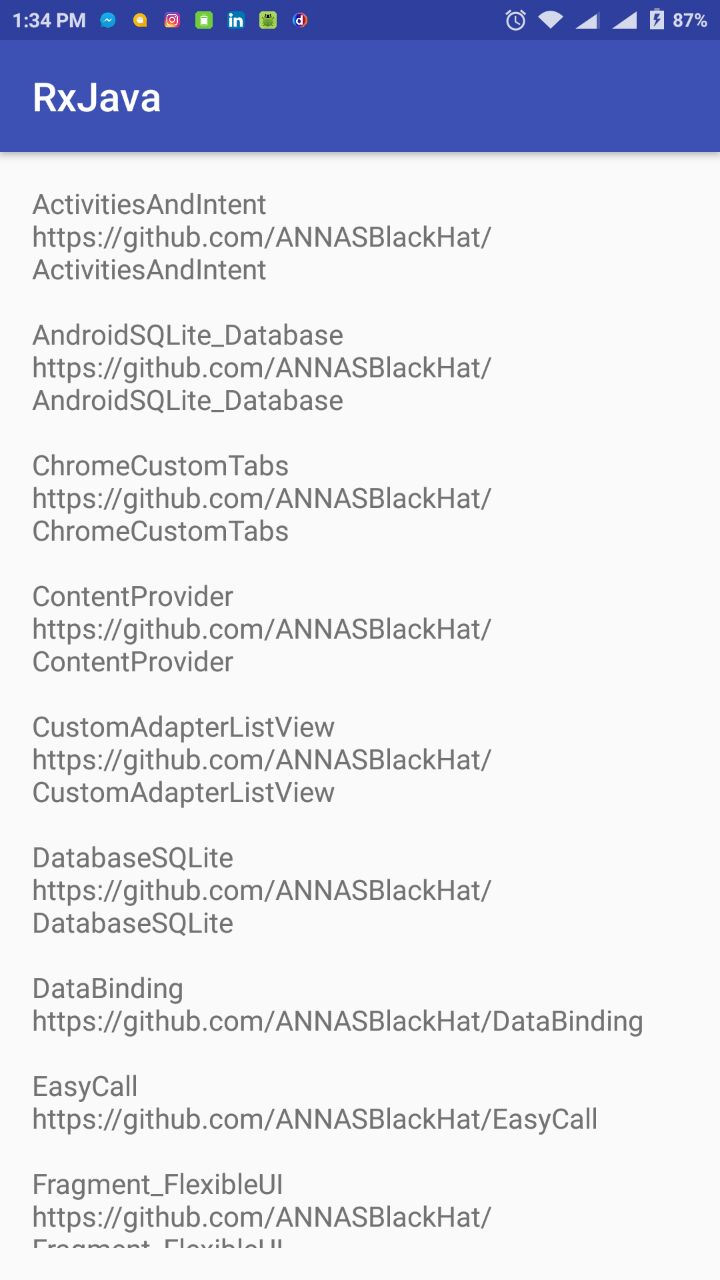 1:34 PM 87%
RxJava
ActivitiesAndIntent
https://github.com/ANNASBlackHat/
ActivitiesAndIntent
AndroidSQLite_Database
https://github.com/ANNASBlackHat/
AndroidSQLite_Database
ChromeCustomTabs
https://github.com/ANNASBlackHat/
ChromeCustomTabs
ContentProvider
https://github.com/ANNASBlackHat/
ContentProvider
CustomAdapterListView
https://github.com/ANNASBlackHat/
CustomAdapterListView
DatabaseSQLite
https://github.com/ANNASBlackHat/
DatabaseSQLite
DataBinding
https://github.com/ANNASBlackHat/DataBinding
EasyCall
https://github.com/ANNASBlackHat/EasyCall
Fragment_FlexibleUI
https://github.com/ANNASBlackHat/
Fragment_FlexibleUI